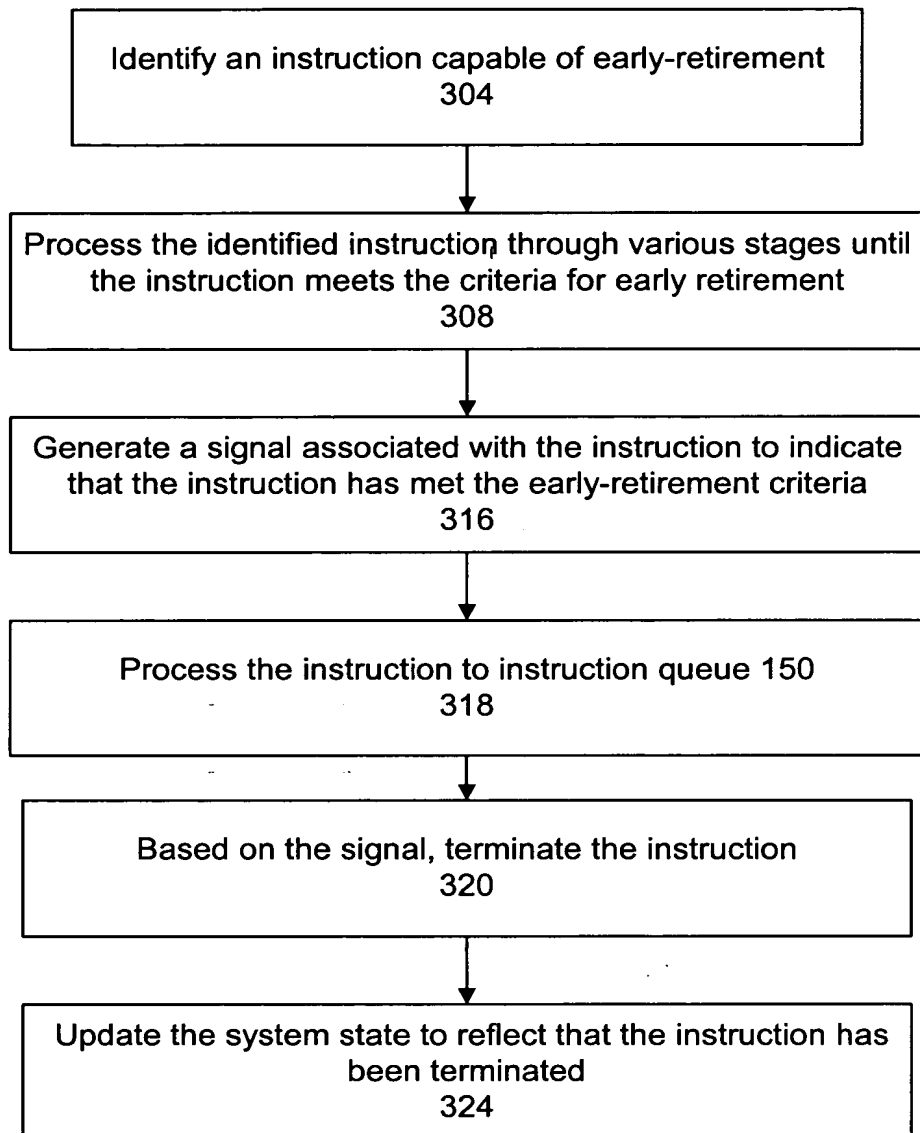 Identify an instruction capable of early-retirement
304
Process the identified instruction through various stages until
the instruction meets the criteria for early retirement
308
Generate a signal associated with the instruction to indicate
that the instruction has met the early-retirement criteria
316
Process the instruction to instruction queue 150
318
Based on the signal, terminate the instruction
320
Update the system state to reflect that the instruction has
been terminated
324